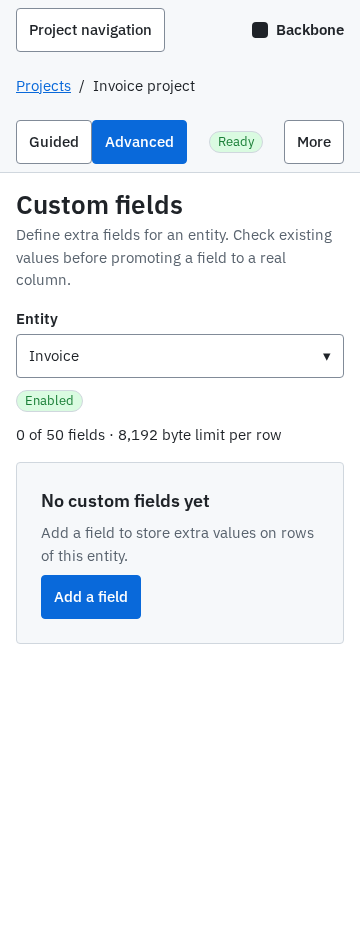 Project navigation
Backbone
Projects / Invoice project
Guided
Advanced
Ready
More
Custom fields
Define extra fields for an entity. Check existing
values before promoting a field to a real
column.
Entity
Invoice
Enabled
0 of 50 fields · 8,192 byte limit per row
No custom fields yet
Add a field to store extra values on rows
of this entity.
Add a field